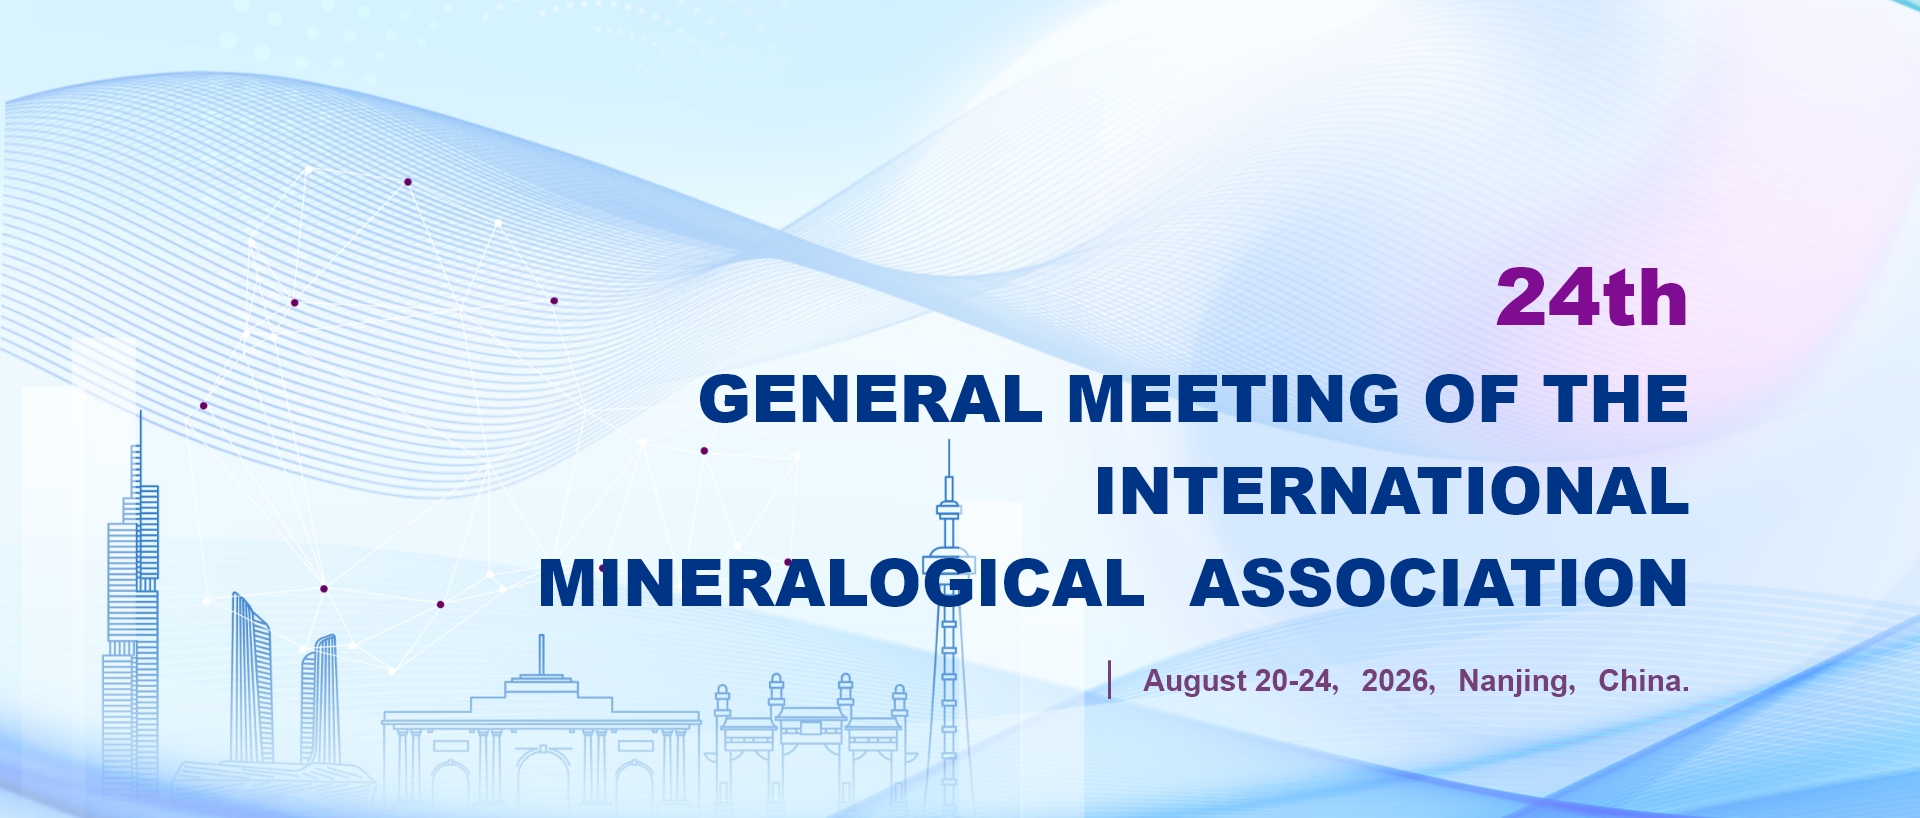 24th
GENERAL MEETING OF THE
INTERNATIONAL
MINERALOGICAL ASSOCIATION
August 20-24, 2026, Nanjing, China.